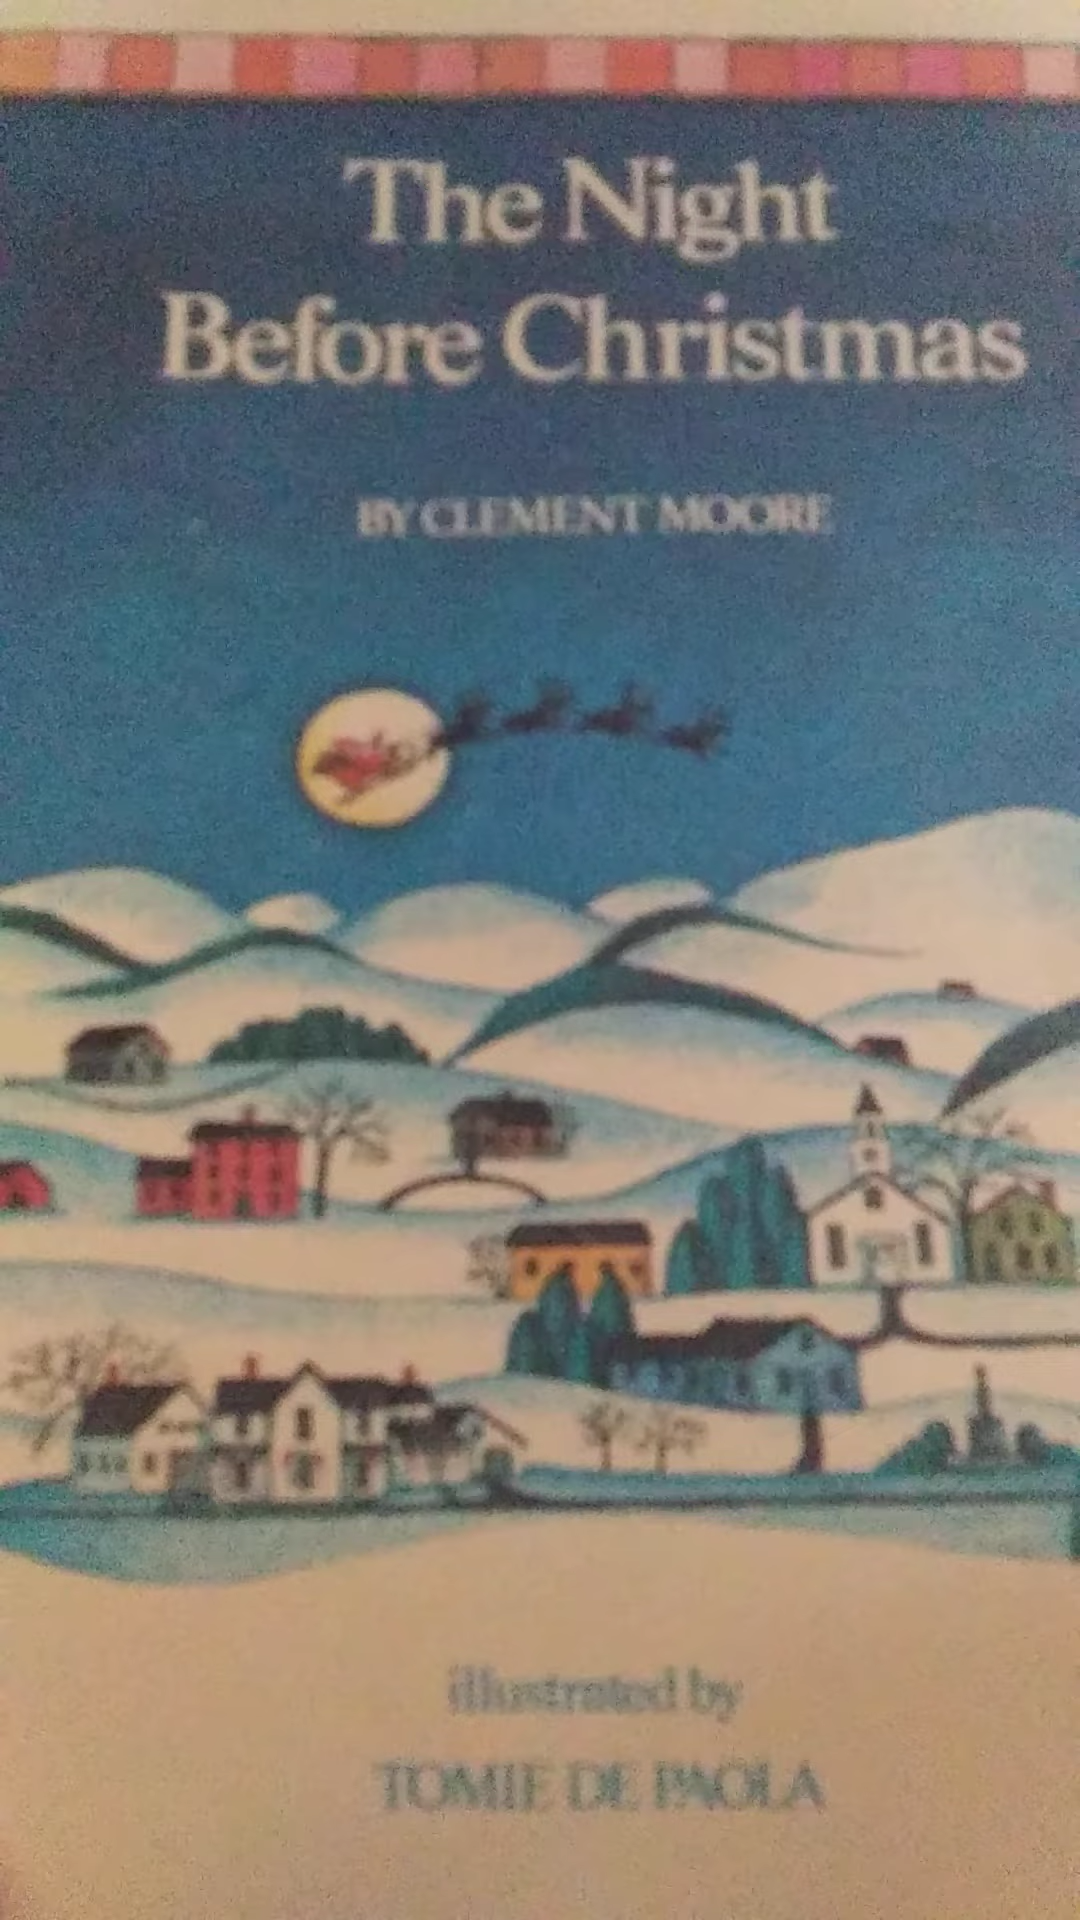 The Night
Before Christmas
BY CLEMENT MOORE
illustrated by
TOMIE DE PAOLA